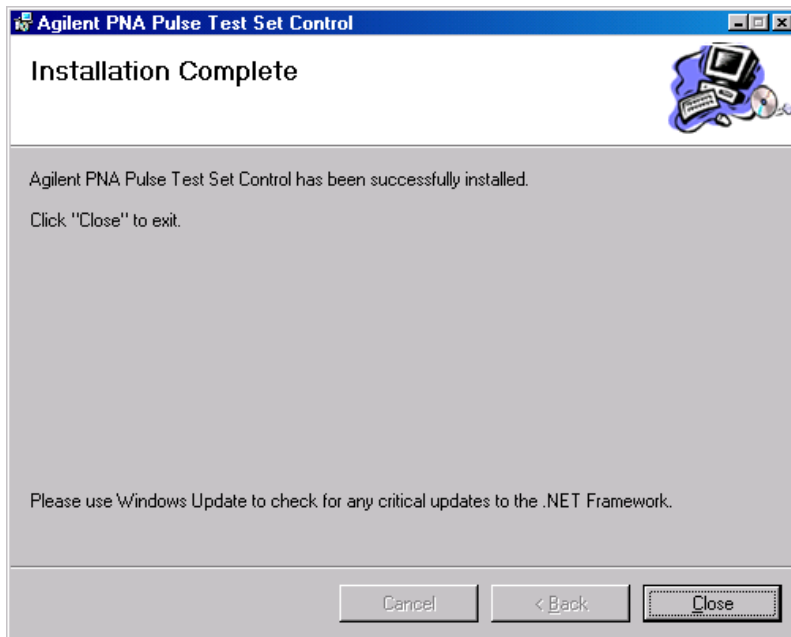 Agilent PNA Pulse Test Set Control
Installation Complete
Agilent PNA Pulse Test Set Control has been successfully installed.
Click "Close" to exit.
Please use Windows Update to check for any critical updates to the .NET Framework.
Cancel
< Back
Close